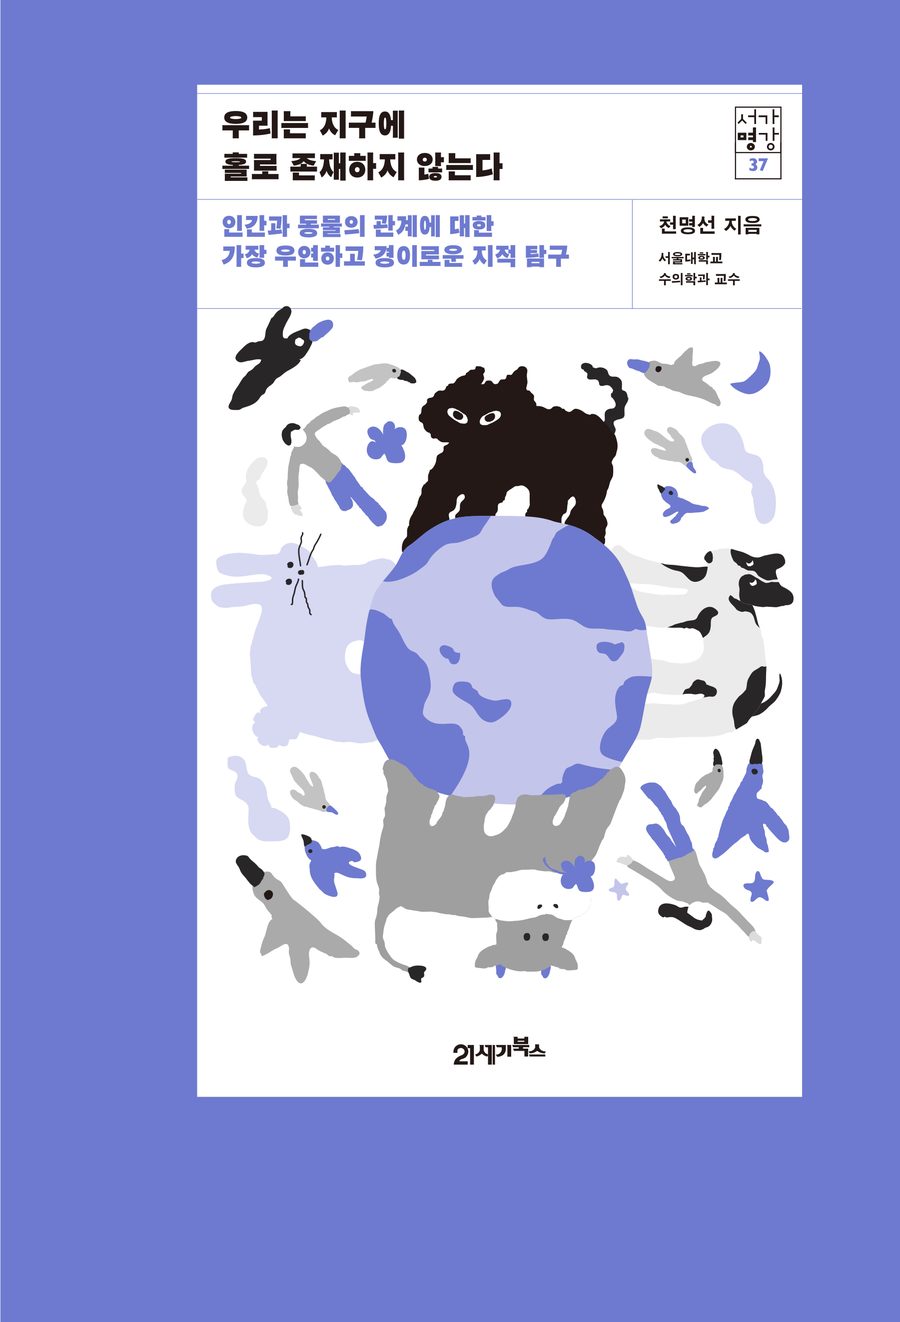 우리는 지구에
홀로 존재하지 않는다
서가
명강
37
인간과 동물의 관계에 대한
가장 우연하고 경이로운 지적 탐구
천명선 지음
서울대학교
수의학과 교수
21세기북스